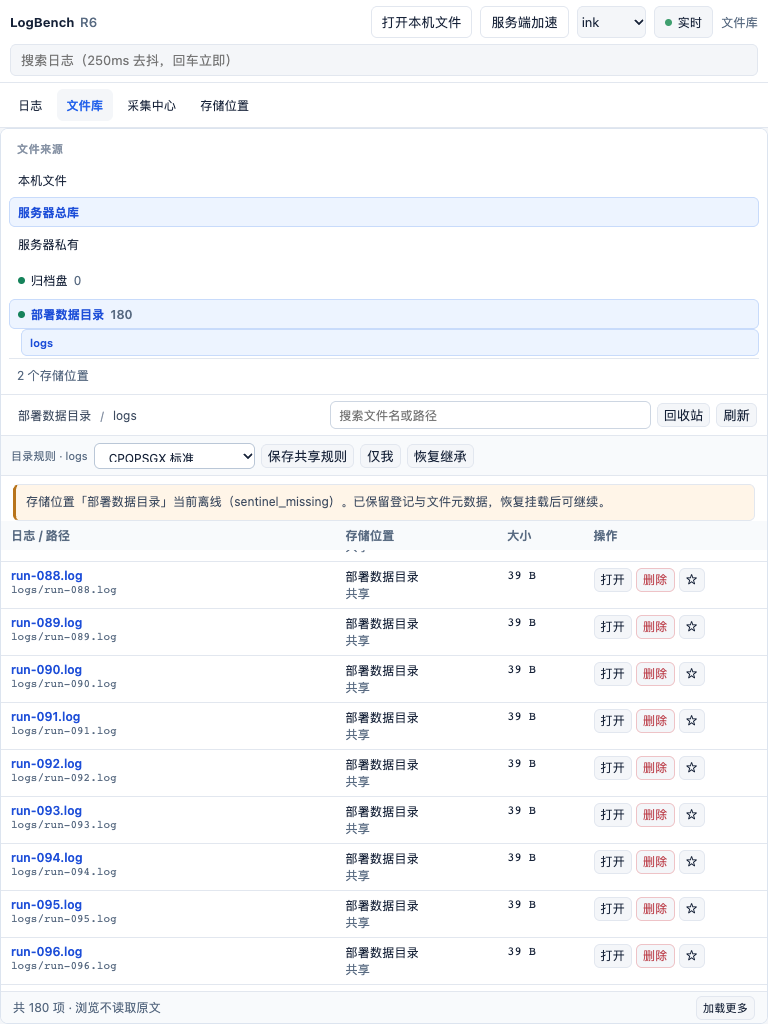 LogBench R6
打开本机文件 服务端加速 ink 实时 文件库
搜索日志（250ms 去抖，回车立即）
日志 文件库 采集中心 存储位置
文件来源
本机文件
服务器总库
服务器私有
归档盘 0
部署数据目录 180
logs
2 个存储位置
部署数据目录 / logs 搜索文件名或路径 回收站 刷新
目录规则 · logs CPQPSGX 标准 保存共享规则 仅我 恢复继承
存储位置「部署数据目录」当前离线（sentinel_missing）。已保留登记与文件元数据，恢复挂载后可继续。
日志 / 路径 存储位置 大小 操作
run-088.log 部署数据目录 39 B 打开 删除 ☆
logs/run-088.log 共享
run-089.log 部署数据目录 39 B 打开 删除 ☆
logs/run-089.log 共享
run-090.log 部署数据目录 39 B 打开 删除 ☆
logs/run-090.log 共享
run-091.log 部署数据目录 39 B 打开 删除 ☆
logs/run-091.log 共享
run-092.log 部署数据目录 39 B 打开 删除 ☆
logs/run-092.log 共享
run-093.log 部署数据目录 39 B 打开 删除 ☆
logs/run-093.log 共享
run-094.log 部署数据目录 39 B 打开 删除 ☆
logs/run-094.log 共享
run-095.log 部署数据目录 39 B 打开 删除 ☆
logs/run-095.log 共享
run-096.log 部署数据目录 39 B 打开 删除 ☆
logs/run-096.log 共享
共 180 项 · 浏览不读取原文 加载更多